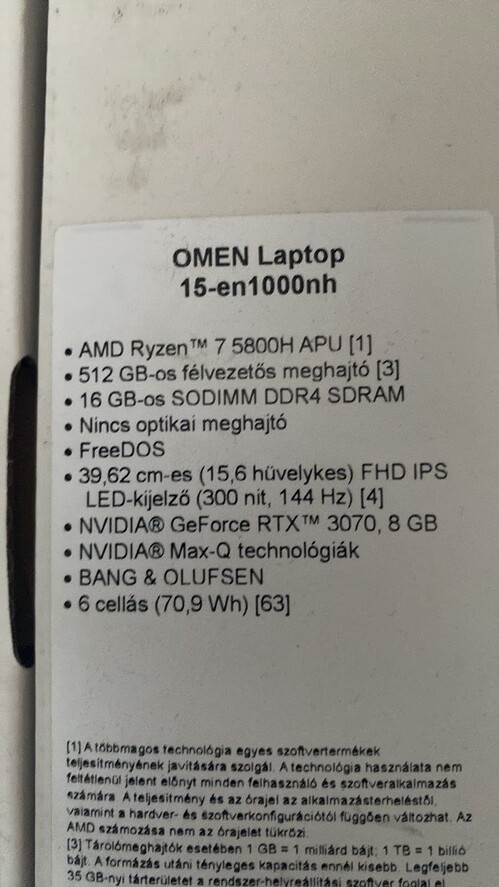 OMEN Laptop
15-en1000nh
• AMD Ryzen™ 7 5800H APU [1]
• 512 GB-os félvezetős meghajtó [3]
• 16 GB-os SODIMM DDR4 SDRAM
• Nincs optikai meghajtó
• FreeDOS
• 39,62 cm-es (15,6 hüvelykes) FHD IPS
LED-kijelző (300 nit, 144 Hz) [4]
• NVIDIA® GeForce RTX™ 3070, 8 GB
• NVIDIA® Max-Q technológiák
• BANG & OLUFSEN
• 6 cellás (70,9 Wh) [63]
[1] A többmagos technológia egyes szoftvertermékek
teljesítményének javítására szolgál. A technológia használata nem
feltétlenül jelent előnyt minden felhasználó és szoftveralkalmazás
számára. A teljesítmény és az órajel az alkalmazásterheléstől,
valamint a hardver- és szoftverkonfigurációtól függően változhat. Az
AMD számozása nem az órajelet tükrözi.
[3] Tárolómeghajtók esetében 1 GB = 1 milliárd bájt; 1 TB = 1 billió
bájt. A formázás utáni tényleges kapacitás ennél kisebb. Legfeljebb
35 GB-nyi tárterületet a rendszer-helyreállítási szoftver foglal el